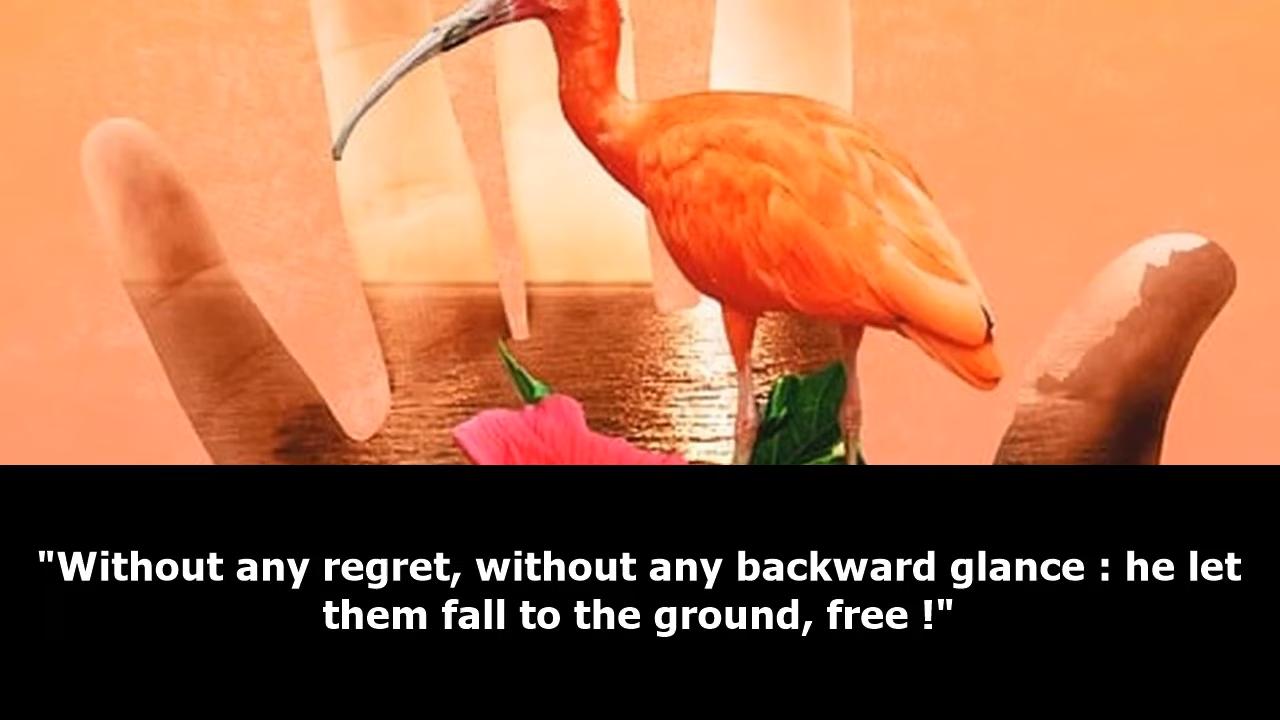 "Without any regret, without any backward glance : he let
them fall to the ground, free !"